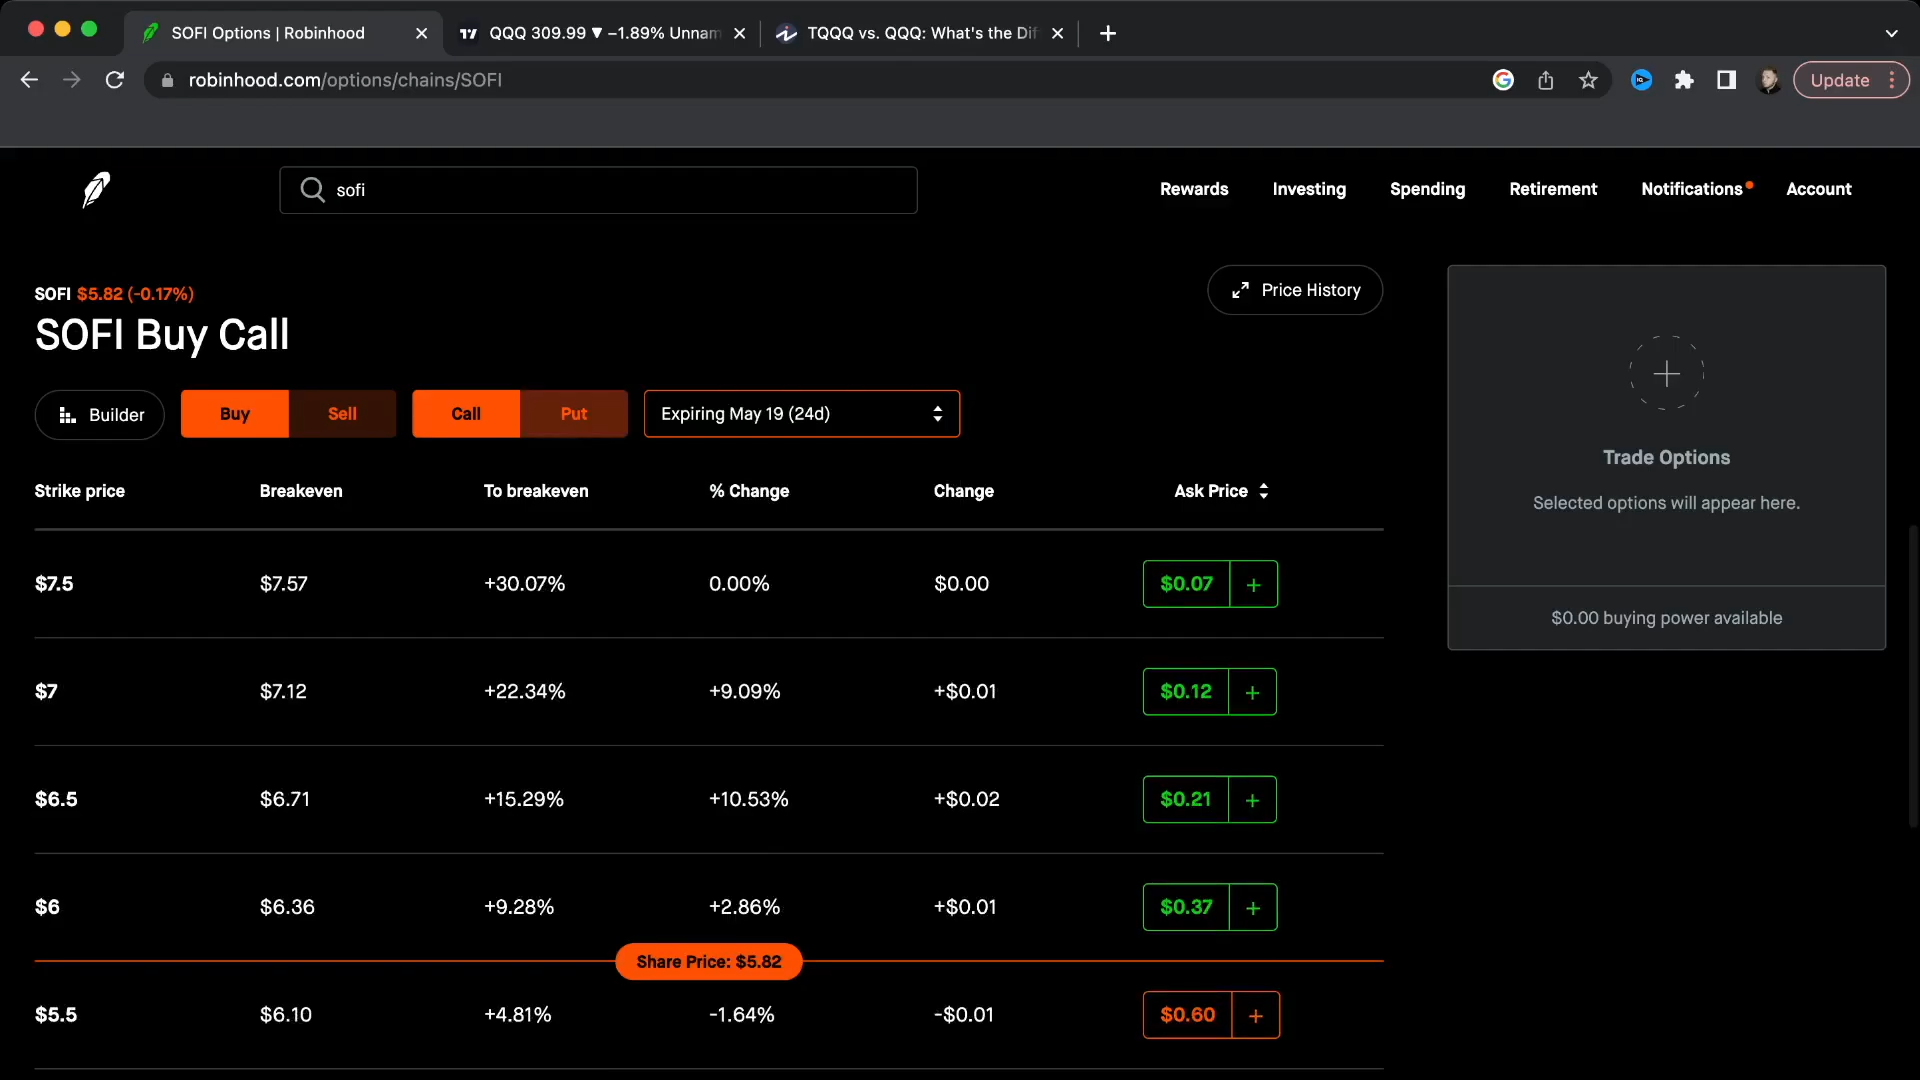 SOFI Options | Robinhood
QQQ 309.99 ▼ −1.89% Unnam
TQQQ vs. QQQ: What's the Dif
robinhood.com/options/chains/SOFI
Update
sofi
Rewards
Investing
Spending
Retirement
Notifications
Account
SOFI $5.82 (-0.17%)
SOFI Buy Call
Price History
Builder
Buy
Sell
Call
Put
Expiring May 19 (24d)
Strike price
Breakeven
To breakeven
% Change
Change
Ask Price
$7.5
$7.57
+30.07%
0.00%
$0.00
$0.07
+
$7
$7.12
+22.34%
+9.09%
+$0.01
$0.12
+
$6.5
$6.71
+15.29%
+10.53%
+$0.02
$0.21
+
$6
$6.36
+9.28%
+2.86%
+$0.01
$0.37
+
Share Price: $5.82
$5.5
$6.10
+4.81%
-1.64%
-$0.01
$0.60
+
Trade Options
Selected options will appear here.
$0.00 buying power available